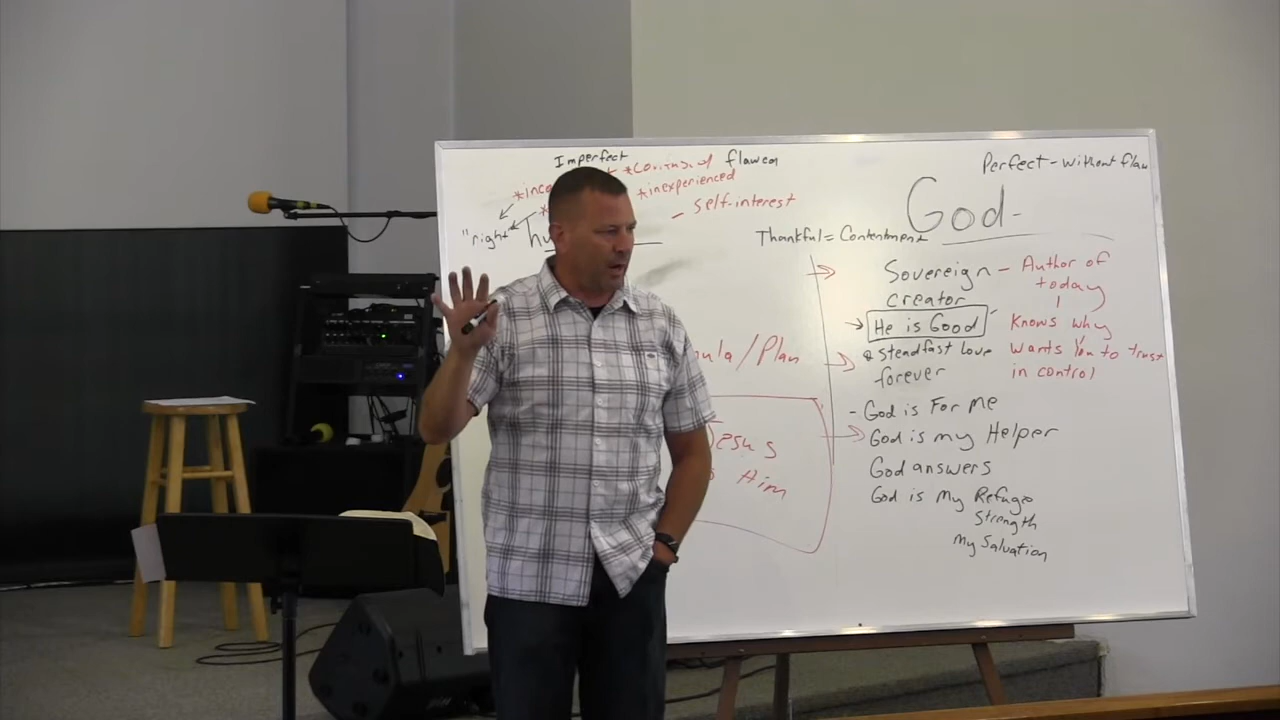 Imperfect
flawed
*inexperienced
- Self-interest
"right"
/Plan
esus
Him
Perfect - without flaw
God -
Thankful = Contentment
Sovereign - Author of
today
creator
He is Good
Knows why
steadfast love
wants You to trust
forever
in control
- God is For me
God is my Helper
God answers
God is My Refuge
Strength
My Salvation